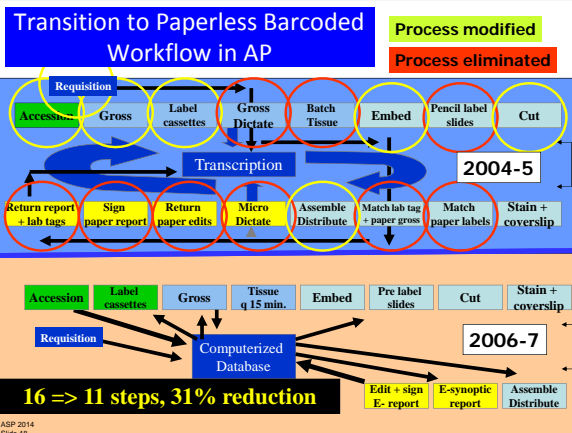 Transition to Paperless Barcoded
Workflow in AP
Process modified
Process eliminated
Requisition
Accession
Gross
Label
cassettes
Gross
Dictate
Batch
Tissue
Embed
Pencil label
slides
Cut
Transcription
2004-5
Return report
+ lab tags
Sign
paper report
Return
paper edits
Micro
Dictate
Assemble
Distribute
Match lab tag
+ paper gross
Match
paper labels
Stain +
coverslip
Accession
Label
cassettes
Gross
Tissue
q 15 min.
Embed
Pre label
slides
Cut
Stain +
coverslip
Requisition
Computerized
Database
2006-7
16 => 11 steps, 31% reduction
Edit + sign
E- report
E-synoptic
report
Assemble
Distribute
ASP 2014